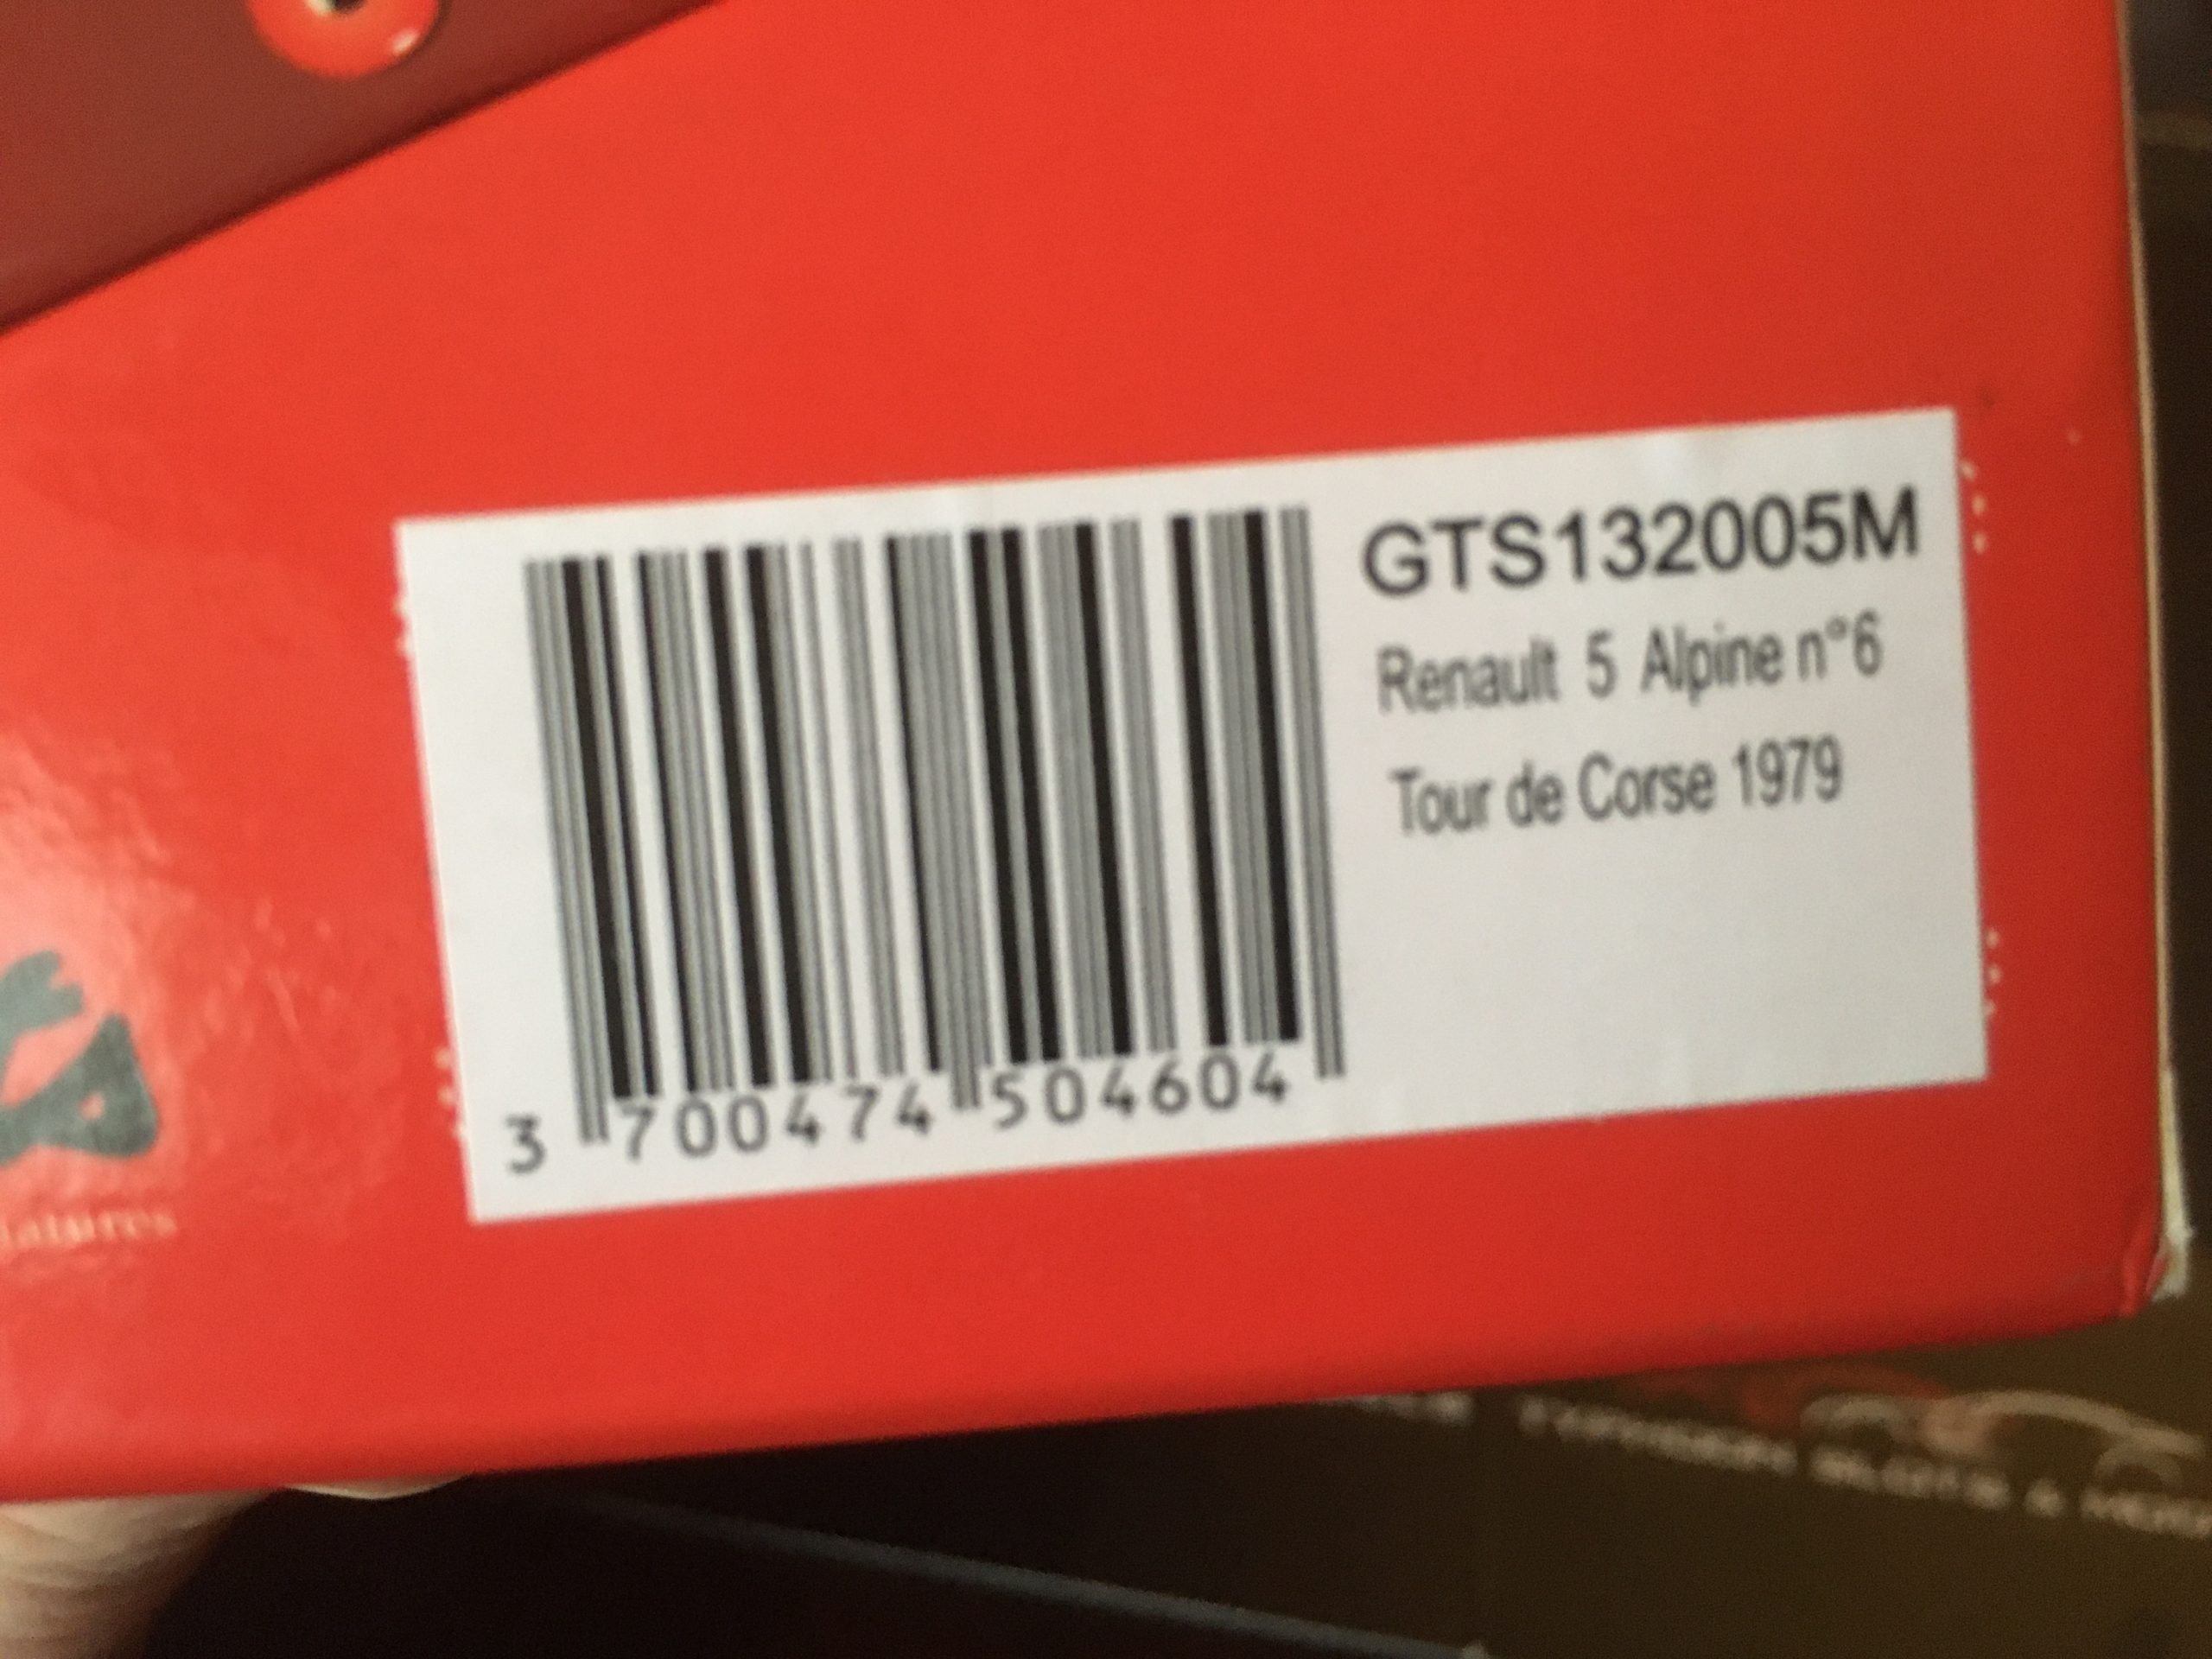 GTS132005M
Renault 5 Alpine n°6
Tour de Corse 1979
3 700474 504604